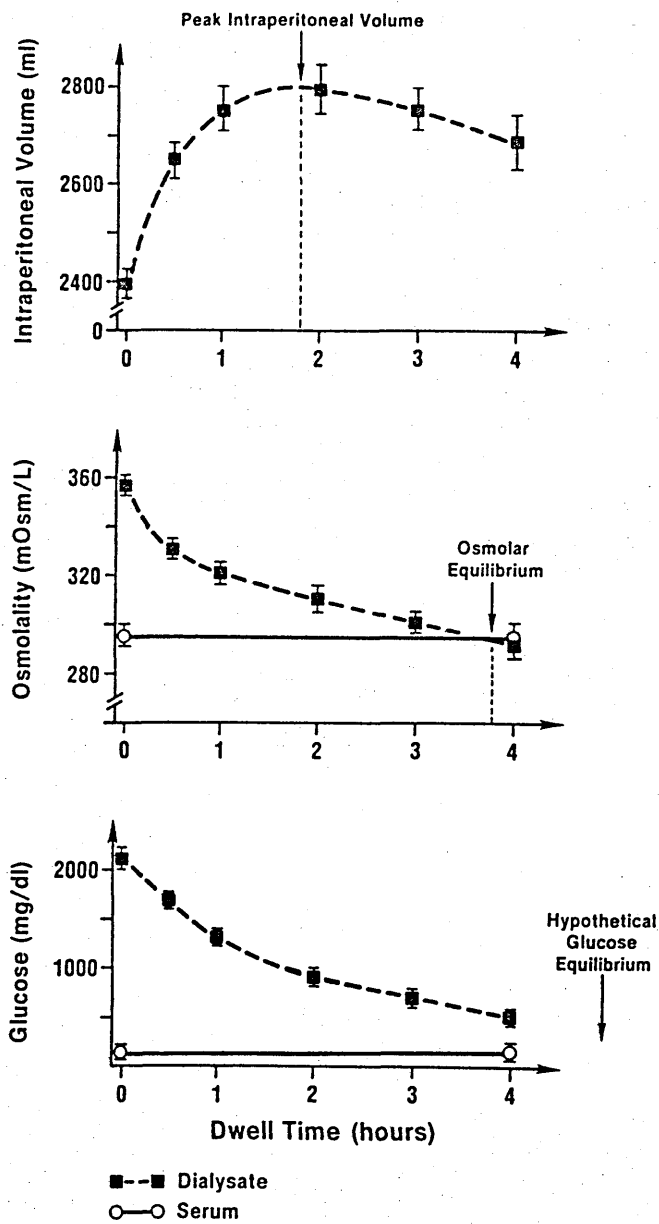 Peak Intraperitoneal Volume
Intraperitoneal Volume (ml)
2800
2600
2400
0
0 1 2 3 4
Osmolality (mOsm/L)
360
320
280
Osmolar
Equilibrium
0 1 2 3 4
Glucose (mg/dl)
2000
1000
Hypothetical
Glucose
Equilibrium
0 1 2 3 4
Dwell Time (hours)
Dialysate
Serum